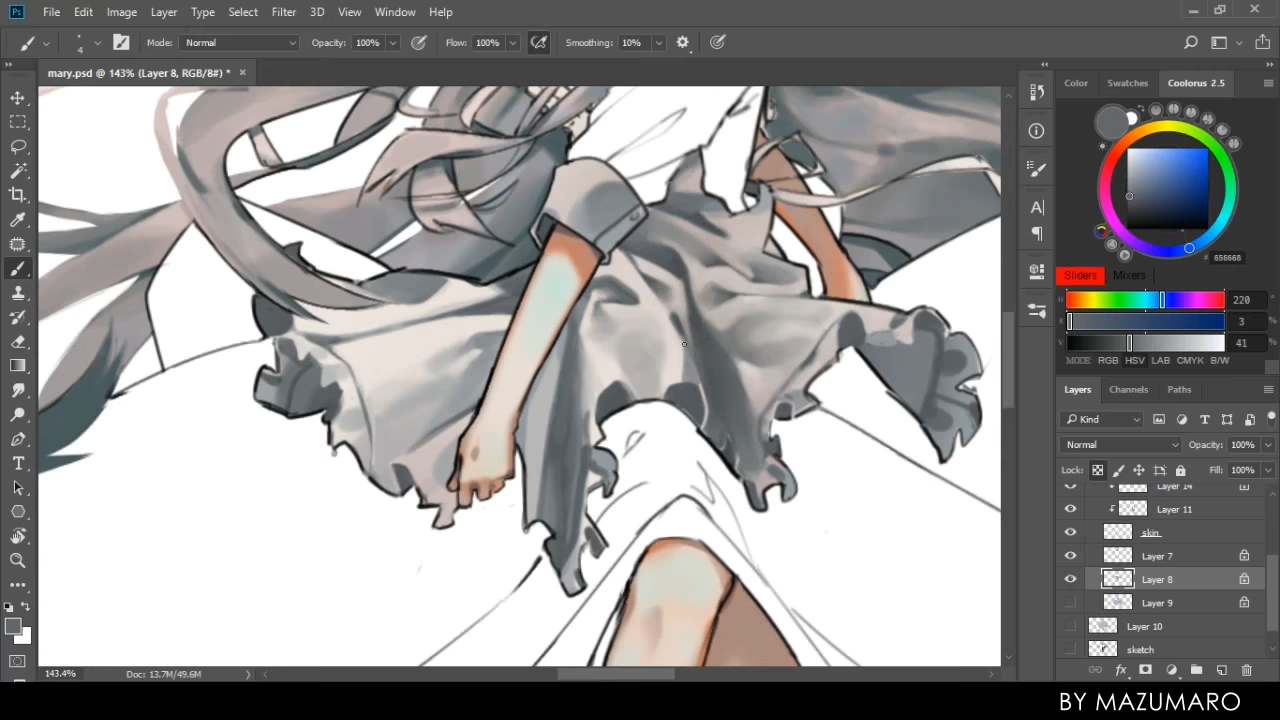 Ps File Edit Image Layer Type Select Filter 3D View Window Help
4 Mode: Normal Opacity: 100% Flow: 100% Smoothing: 10%
mary.psd @ 143% (Layer 8, RGB/8#) * ×
Color Swatches Coolorus 2.5
# 656668
Sliders Mixers
H 220 °
3 %
V 41 %
MODE RGB HSV LAB CMYK B/W
Layers Channels Paths
Kind
Normal Opacity: 100%
Lock: Fill: 100%
Layer 14
Layer 11
skin
Layer 7
Layer 8
Layer 9
Layer 10
sketch
143.4% Doc: 13.7M/49.6M
BY MAZUMARO